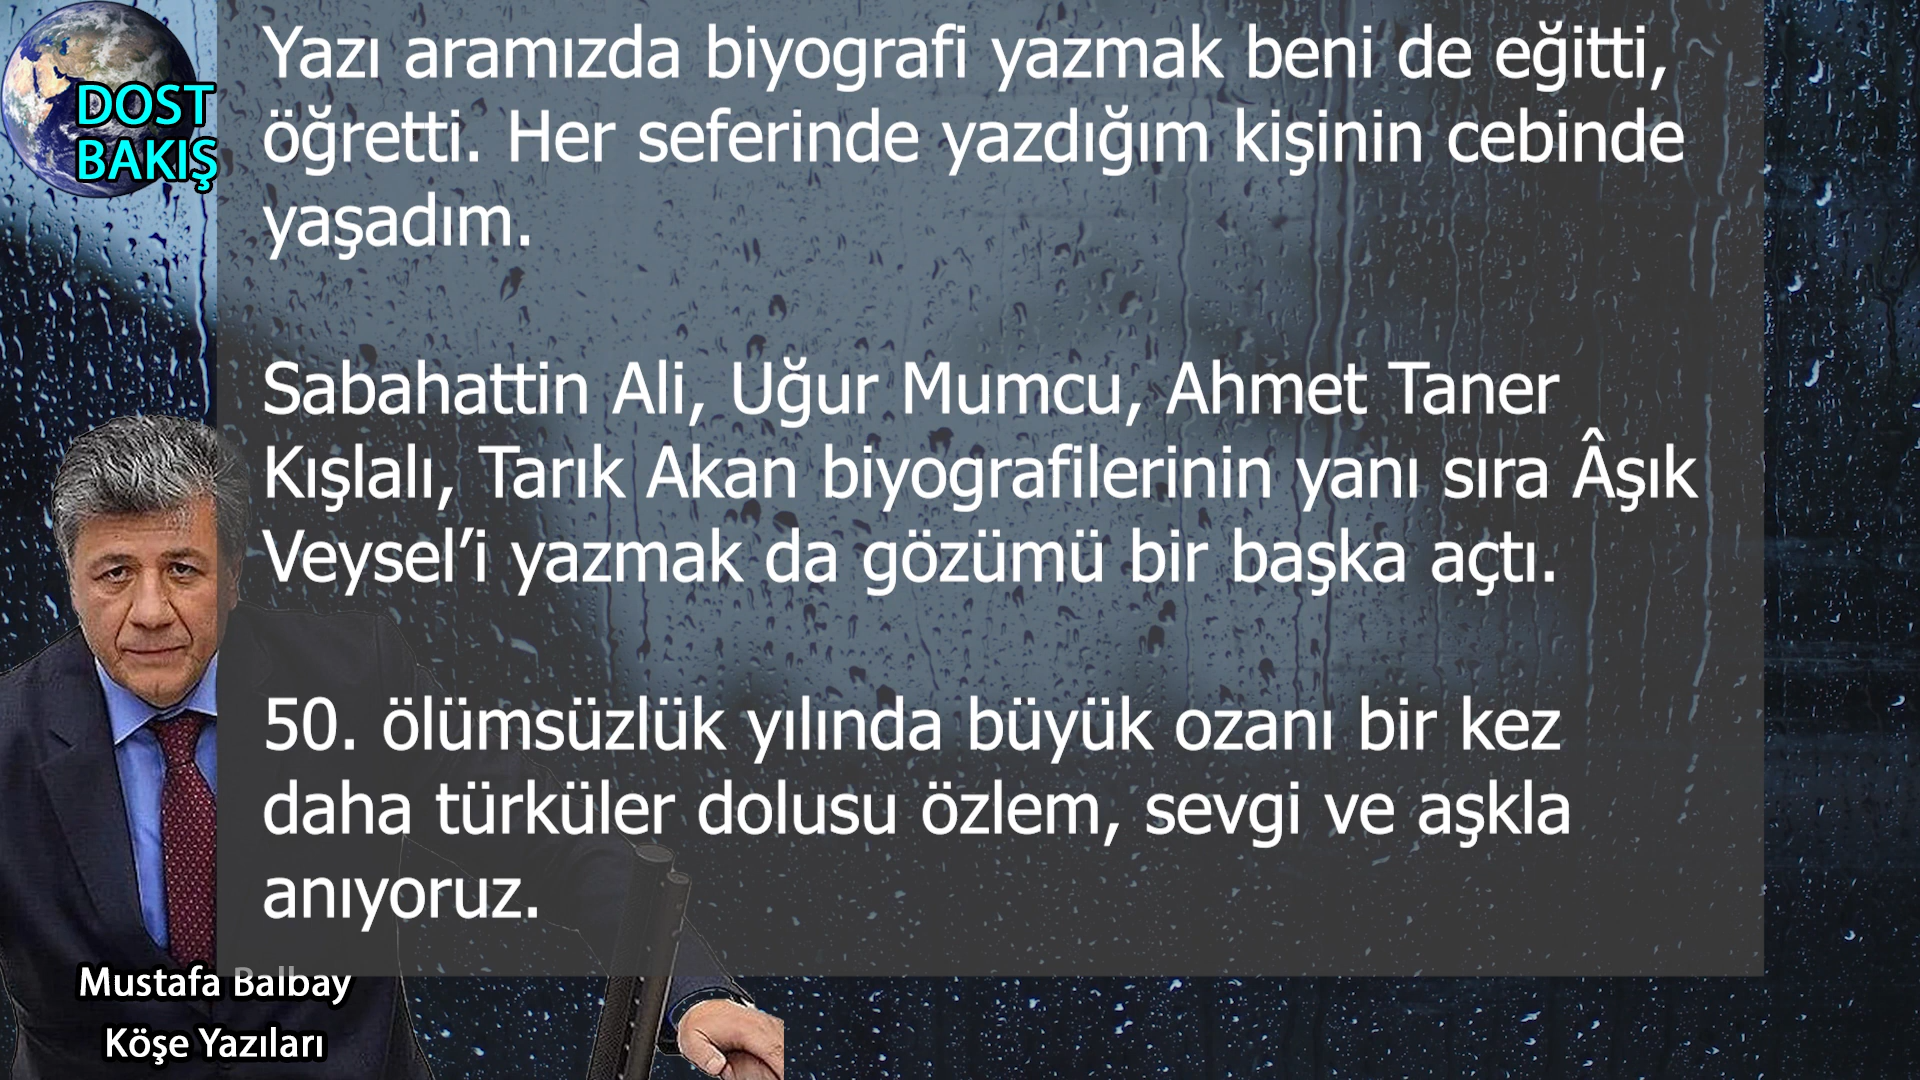 DOST
BAKIŞ
Yazı aramızda biyografi yazmak beni de eğitti,
öğretti. Her seferinde yazdığım kişinin cebinde
yaşadım.
Sabahattin Ali, Uğur Mumcu, Ahmet Taner
Kışlalı, Tarık Akan biyografilerinin yanı sıra Âşık
Veysel’i yazmak da gözümü bir başka açtı.
50. ölümsüzlük yılında büyük ozanı bir kez
daha türküler dolusu özlem, sevgi ve aşkla
anıyoruz.
Mustafa Balbay
Köşe Yazıları